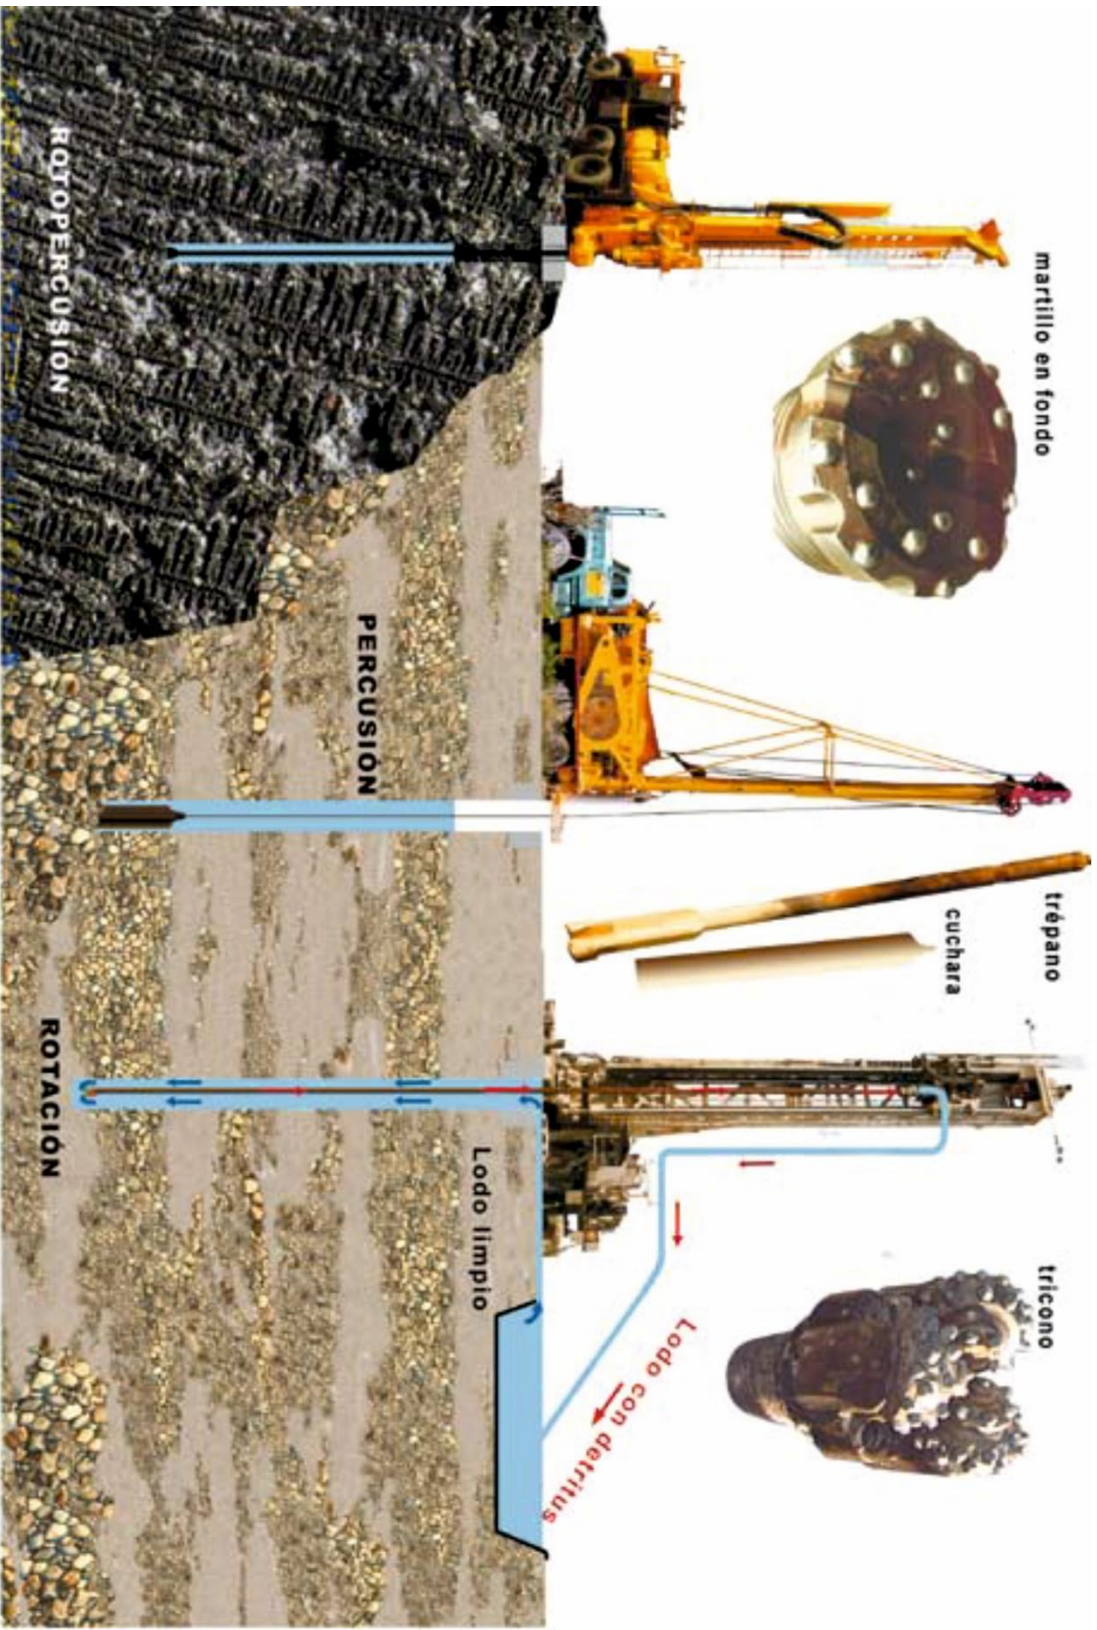 martillo en fondo
trépano
cuchara
tricono
Lodo con detritus
Lodo limpio
ROTOPERCUSIÓN
PERCUSIÓN
ROTACIÓN